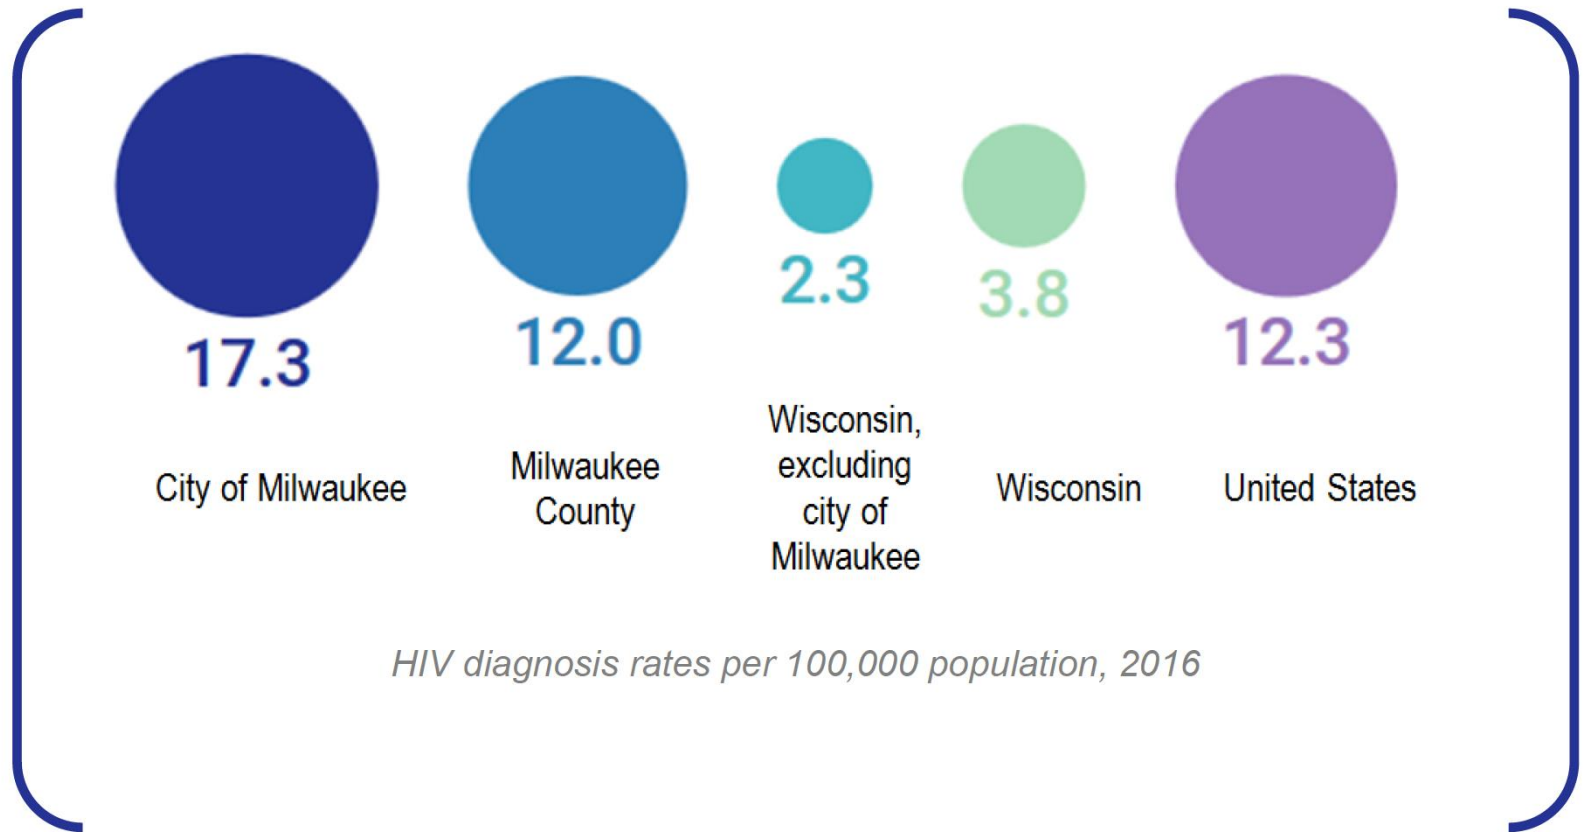 17.3
12.0
2.3
3.8
12.3
City of Milwaukee
Milwaukee
County
Wisconsin,
excluding
city of
Milwaukee
Wisconsin
United States
HIV diagnosis rates per 100,000 population, 2016